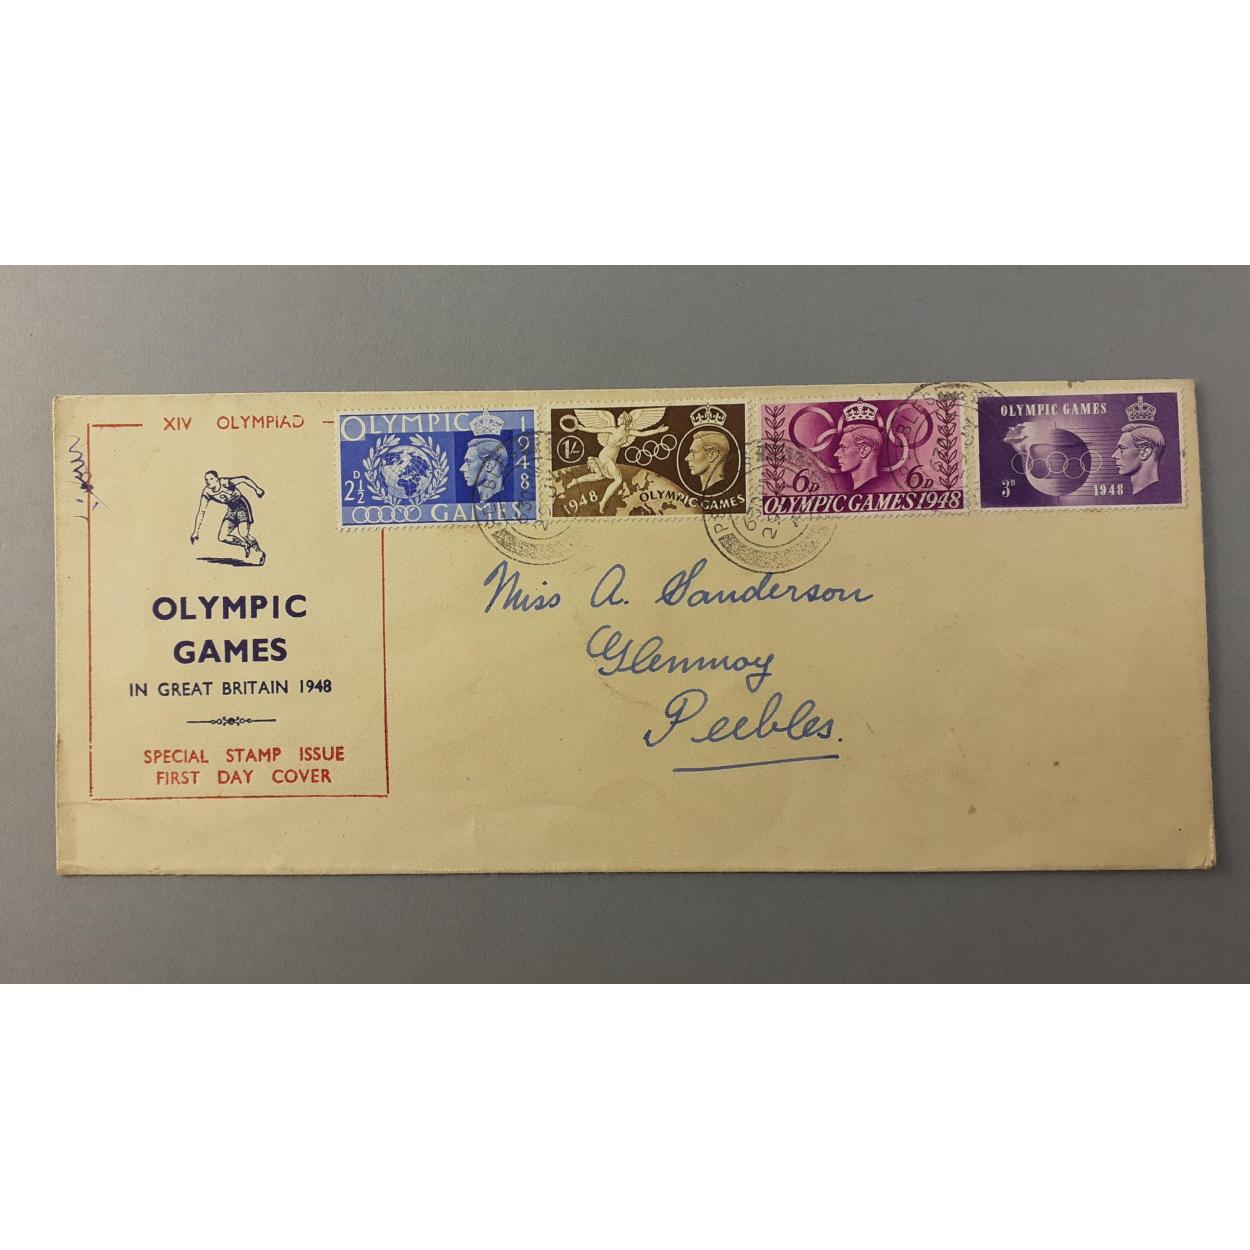 XIV OLYMPIAD
OLYMPIC
GAMES
IN GREAT BRITAIN 1948
SPECIAL STAMP ISSUE
FIRST DAY COVER
OLYMPIC 1948
2½D
GAMES
1/-
1948 OLYMPIC GAMES
6D 6D
OLYMPIC GAMES 1948
OLYMPIC GAMES
3D
1948
Miss A. Sanderson
Glenmoy
Peebles.